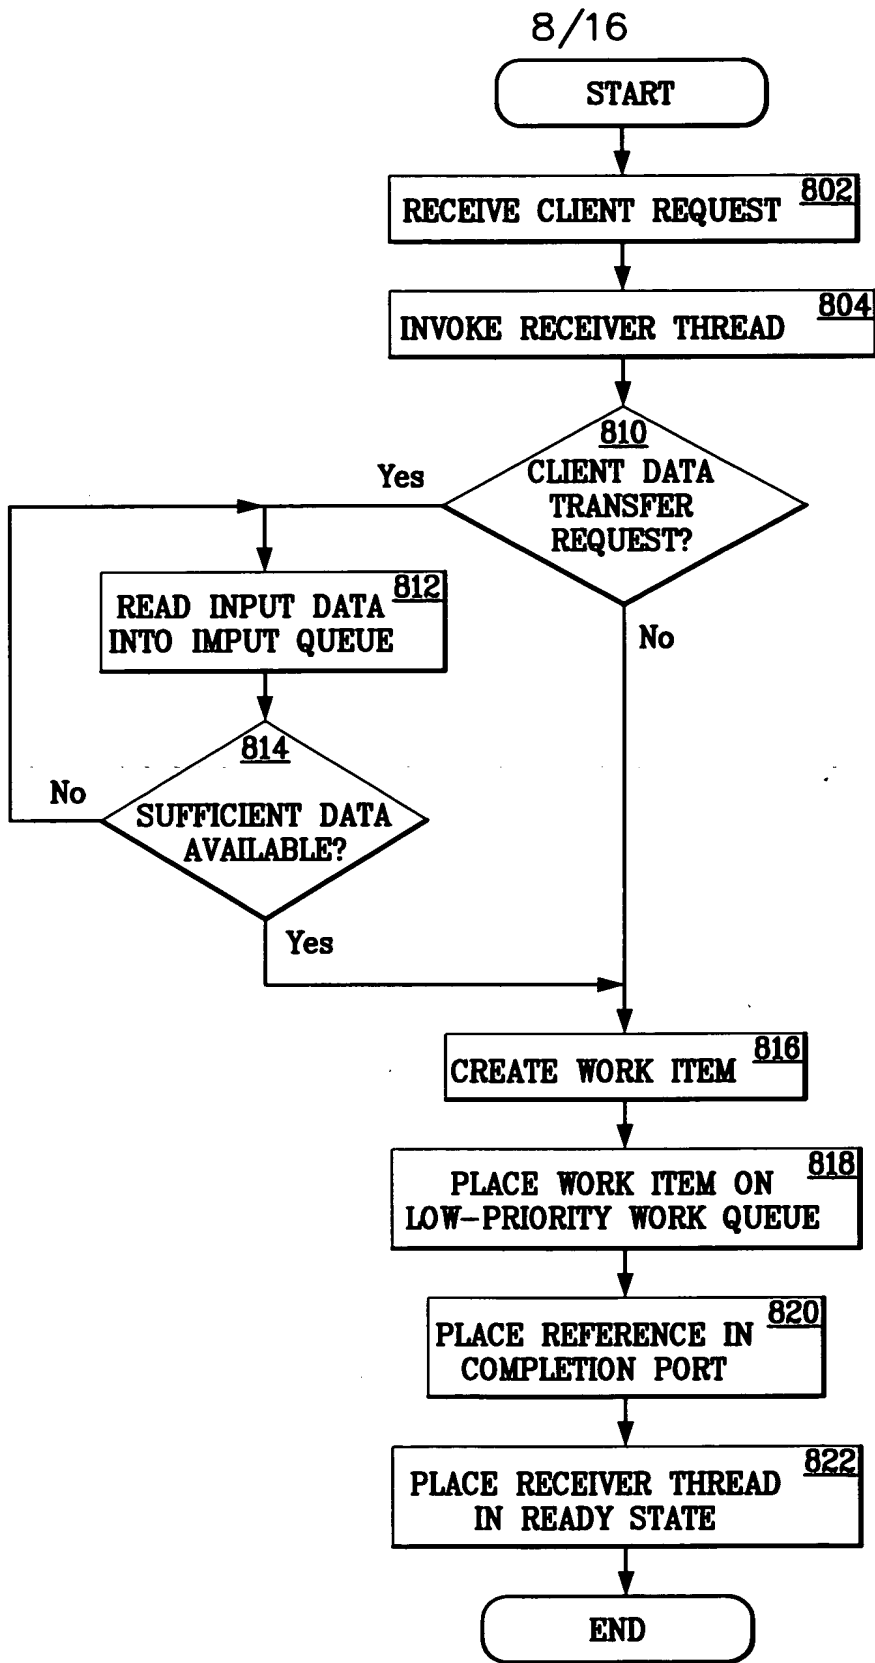 8/16
START
802
RECEIVE CLIENT REQUEST
804
INVOKE RECEIVER THREAD
810
CLIENT DATA
TRANSFER
REQUEST?
Yes
No
812
READ INPUT DATA
INTO IMPUT QUEUE
814
SUFFICIENT DATA
AVAILABLE?
No
Yes
816
CREATE WORK ITEM
818
PLACE WORK ITEM ON
LOW-PRIORITY WORK QUEUE
820
PLACE REFERENCE IN
COMPLETION PORT
822
PLACE RECEIVER THREAD
IN READY STATE
END